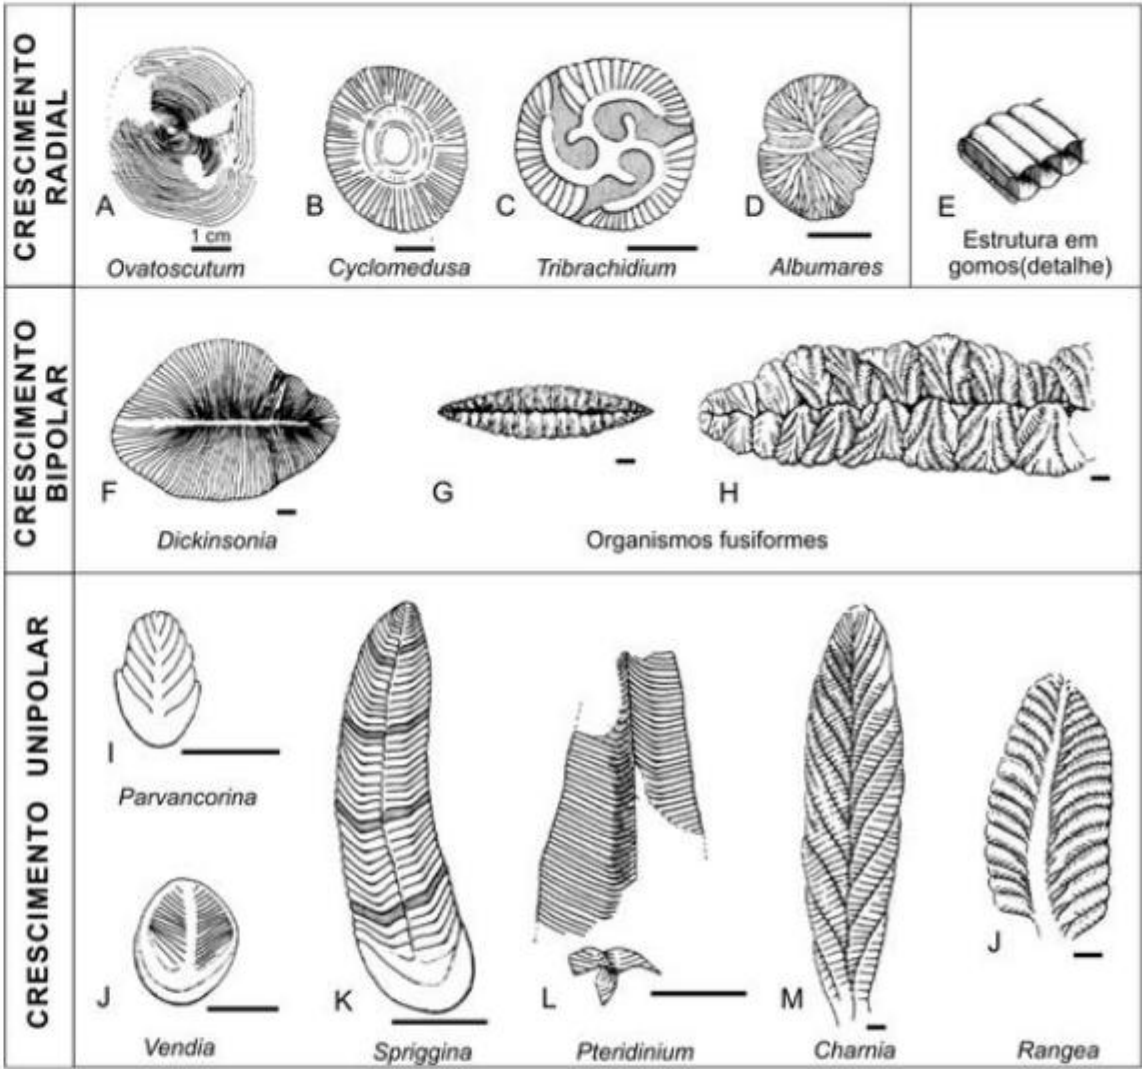 CRESCIMENTO
RADIAL
A
1 cm
Ovatoscutum
B
Cyclomedusa
C
Tribrachidium
D
Albumares
E
Estrutura em
gomos(detalhe)
CRESCIMENTO
BIPOLAR
F
Dickinsonia
G
H
Organismos fusiformes
CRESCIMENTO UNIPOLAR
I
Parvancorina
J
Vendia
K
Spriggina
L
Pteridinium
M
Charnia
J
Rangea